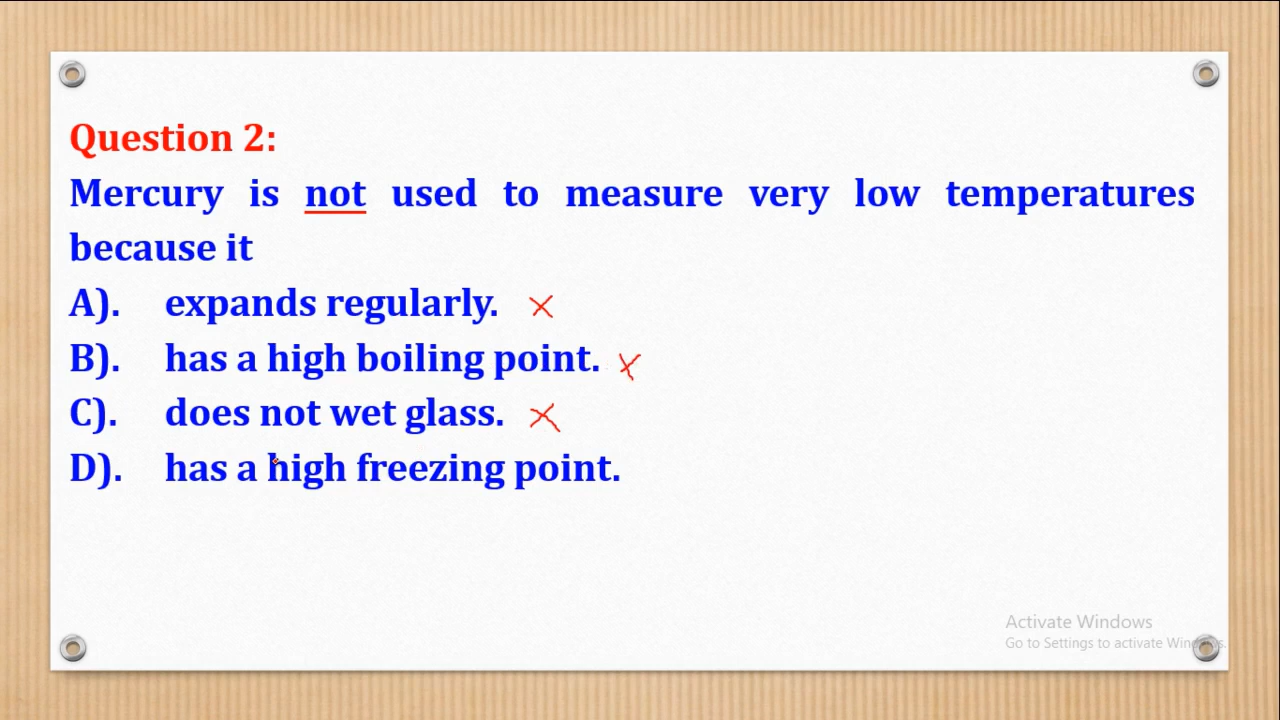 Question 2:
Mercury is not used to measure very low temperatures
because it
A). expands regularly.
B). has a high boiling point.
C). does not wet glass.
D). has a high freezing point.
Activate Windows
Go to Settings to activate Windows.